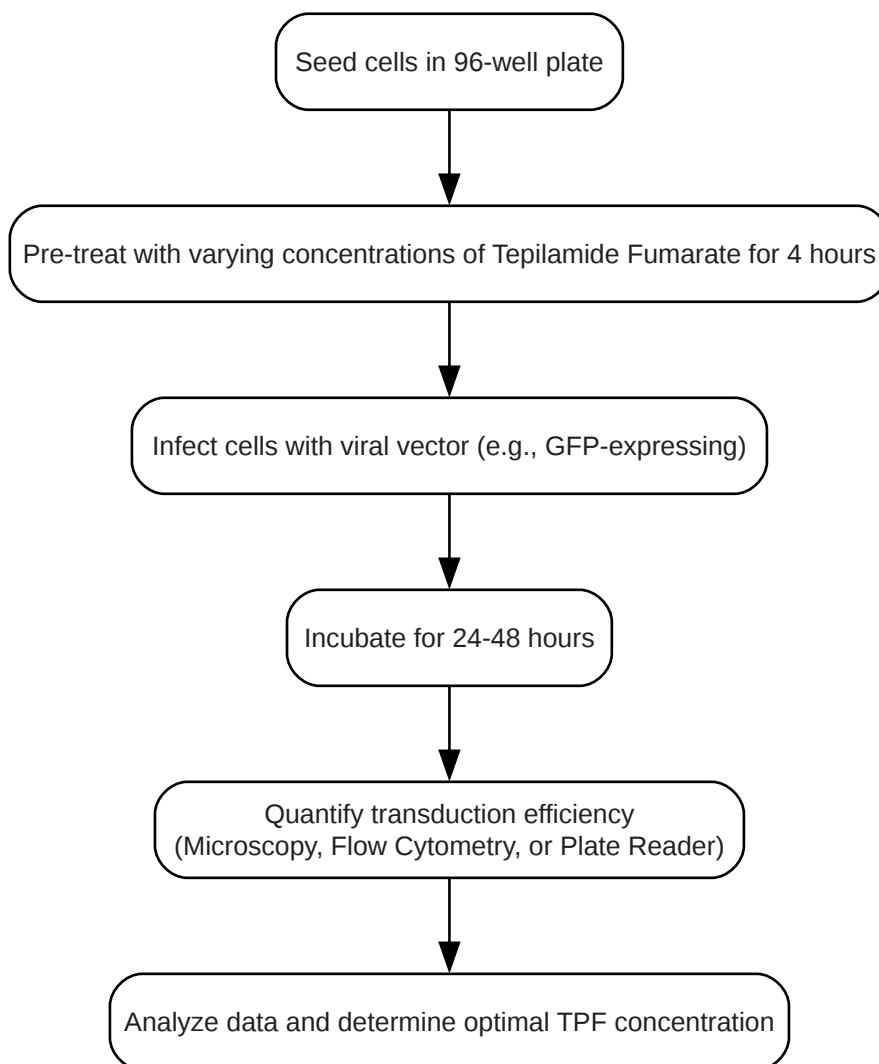 Seed cells in 96-well plate
Pre-treat with varying concentrations of Tepilamide Fumarate for 4 hours
Infect cells with viral vector (e.g., GFP-expressing)
Incubate for 24-48 hours
Quantify transduction efficiency
(Microscopy, Flow Cytometry, or Plate Reader)
Analyze data and determine optimal TPF concentration